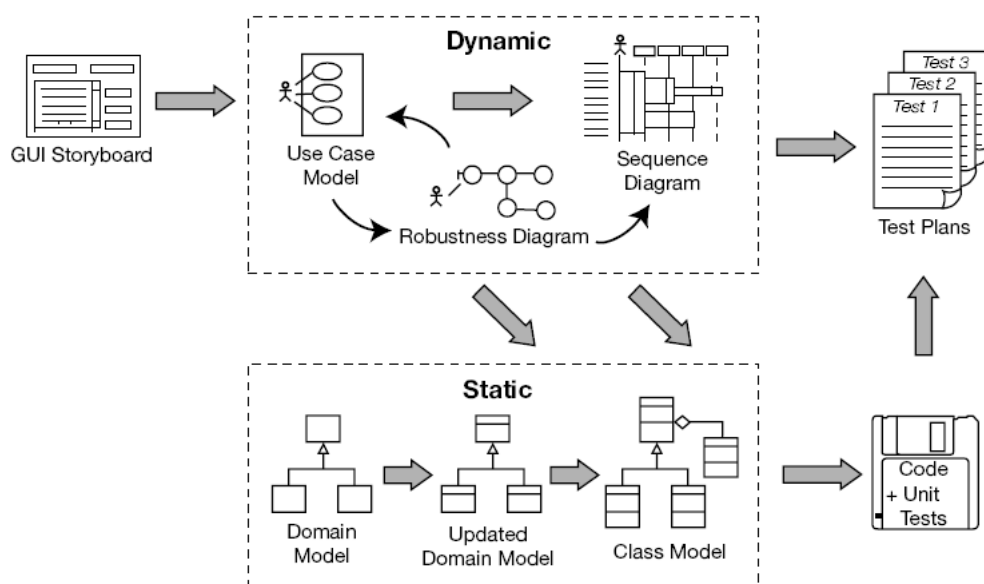 Dynamic
GUI Storyboard
Use Case
Model
Robustness Diagram
Sequence
Diagram
Test 3
Test 2
Test 1
Test Plans
Static
Domain
Model
Updated
Domain Model
Class Model
Code
+ Unit
Tests